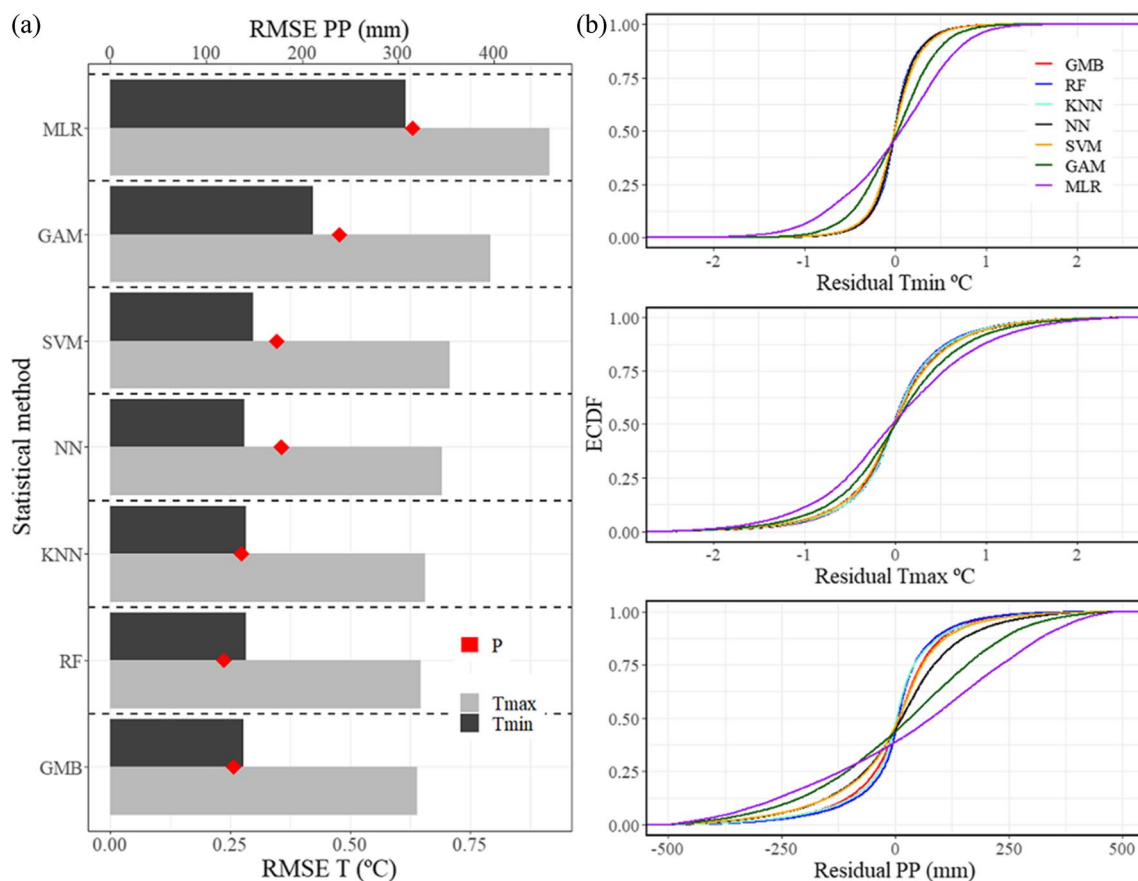 (a)
RMSE PP (mm)
0 100 200 300 400
Statistical method
MLR
GAM
SVM
NN
KNN
RF
GMB
P
Tmax
Tmin
0.00 0.25 0.50 0.75
RMSE T (ºC)
(b)
ECDF
1.00
0.75
0.50
0.25
0.00
GMB
RF
KNN
NN
SVM
GAM
MLR
-2 -1 0 1 2
Residual Tmin ºC
1.00
0.75
0.50
0.25
0.00
-2 -1 0 1 2
Residual Tmax ºC
1.00
0.75
0.50
0.25
0.00
-500 -250 0 250 500
Residual PP (mm)